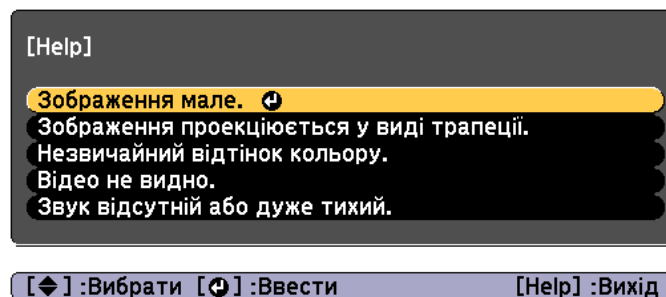 [Help]
Зображення мале.
Зображення проекціюється у виді трапеції.
Незвичайний відтінок кольору.
Відео не видно.
Звук відсутній або дуже тихий.
[◆] :Вибрати [⏎] :Ввести [Help] :Вихід